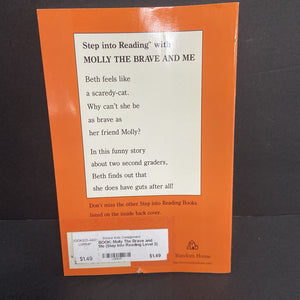 Step into Reading™ with
MOLLY THE BRAVE AND ME
Beth feels like
a scaredy-cat.
Why can't she be
as brave as
her friend Molly?
In this funny story
about two second graders,
Beth finds out that
she does have guts after all!
Don't miss the other Step into Reading Books
listed on the inside back cover.
BOOK Molly The Brave and
Me (Step Into Reading Level 3)
$1.49
$1.49
Random House